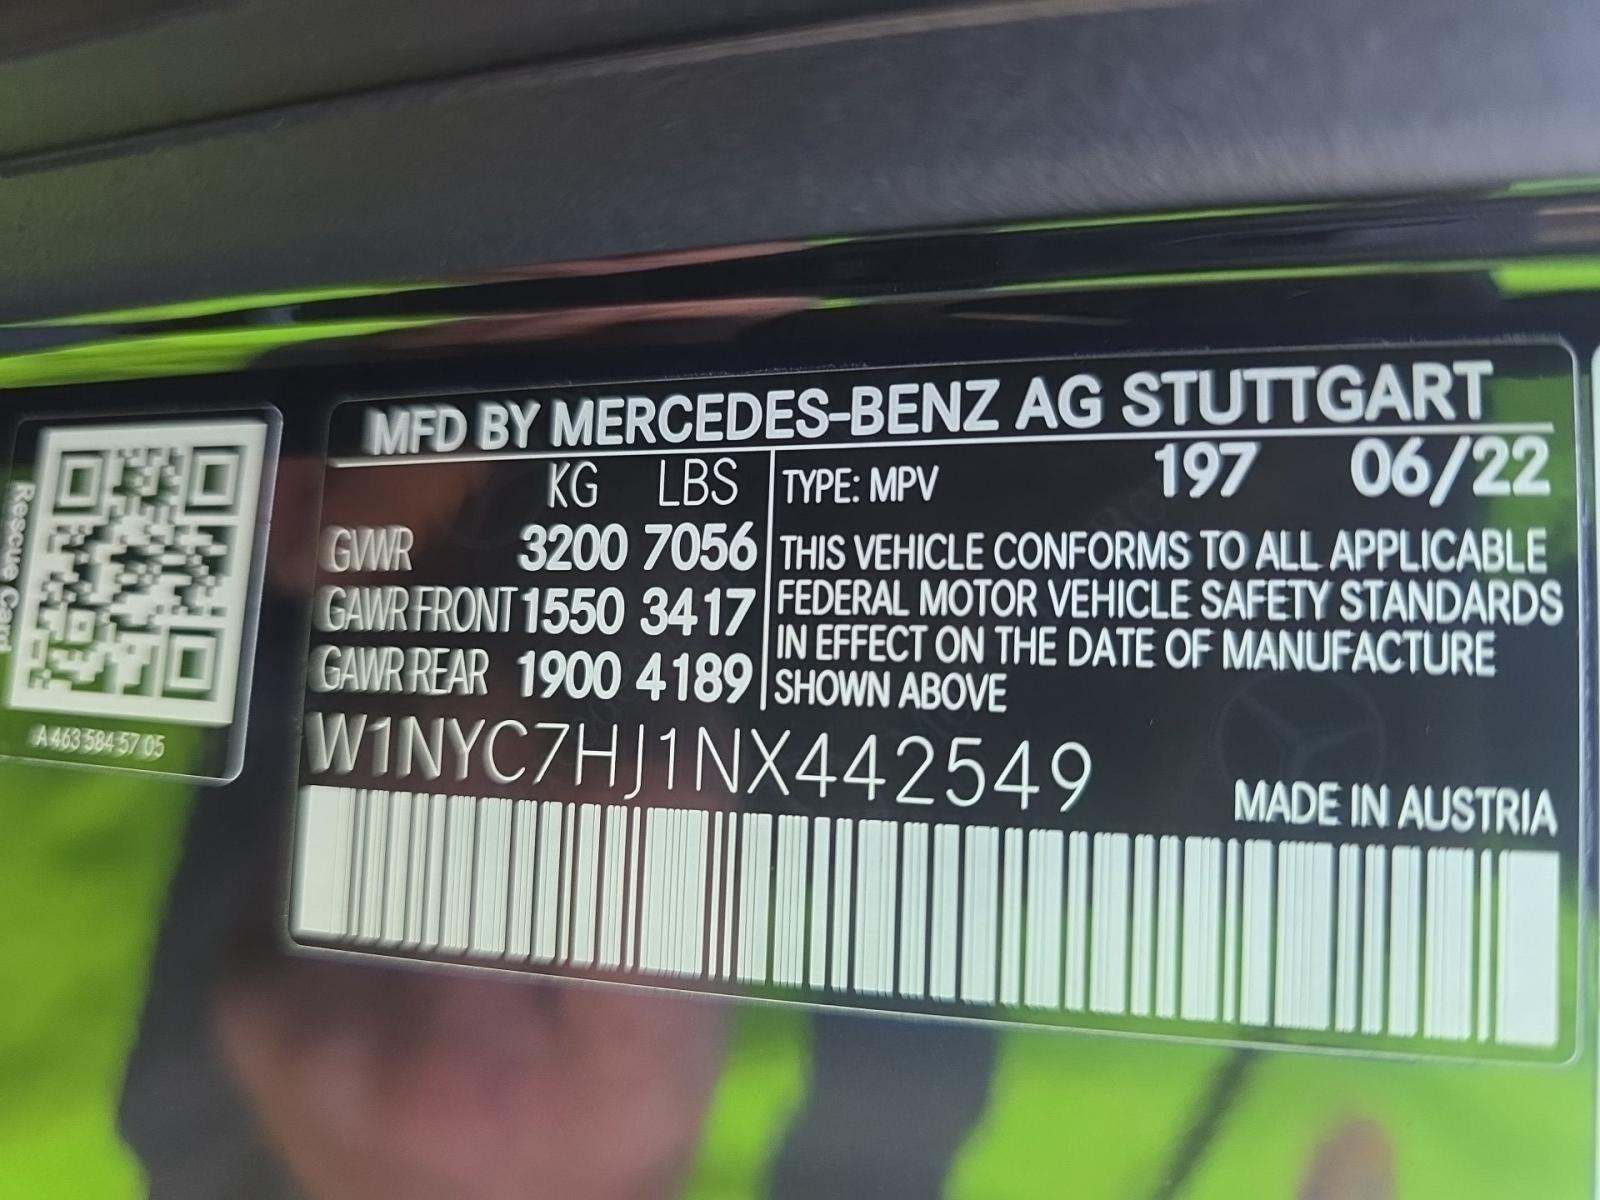 MFD BY MERCEDES-BENZ AG STUTTGART
KG LBS
GVWR 3200 7056
GAWR FRONT 1550 3417
GAWR REAR 1900 4189
TYPE: MPV 197 06/22
THIS VEHICLE CONFORMS TO ALL APPLICABLE
FEDERAL MOTOR VEHICLE SAFETY STANDARDS
IN EFFECT ON THE DATE OF MANUFACTURE
SHOWN ABOVE
W1NYC7HJ1NX442549
MADE IN AUSTRIA
Rescue Card
A 463 584 57 05